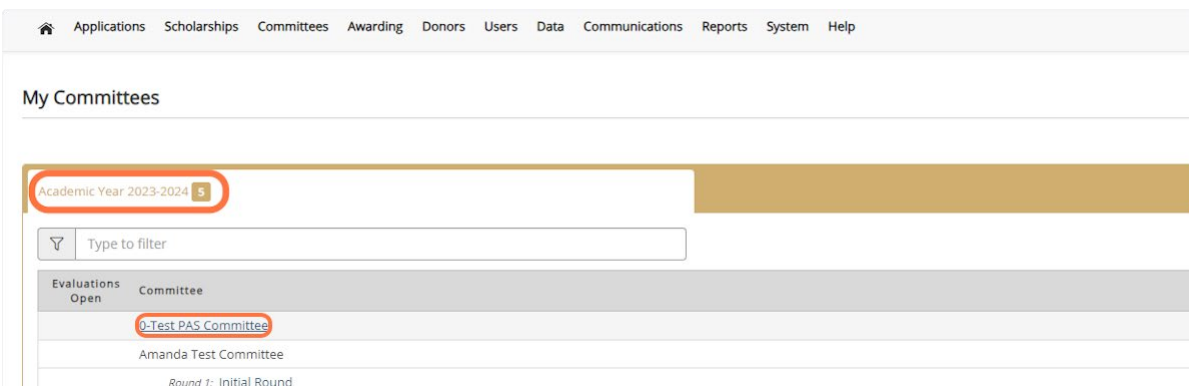 Applications Scholarships Committees Awarding Donors Users Data Communications Reports System Help
My Committees
Academic Year 2023-2024 5
Type to filter
Evaluations Open Committee
0-Test PAS Committee
Amanda Test Committee
Round 1: Initial Round